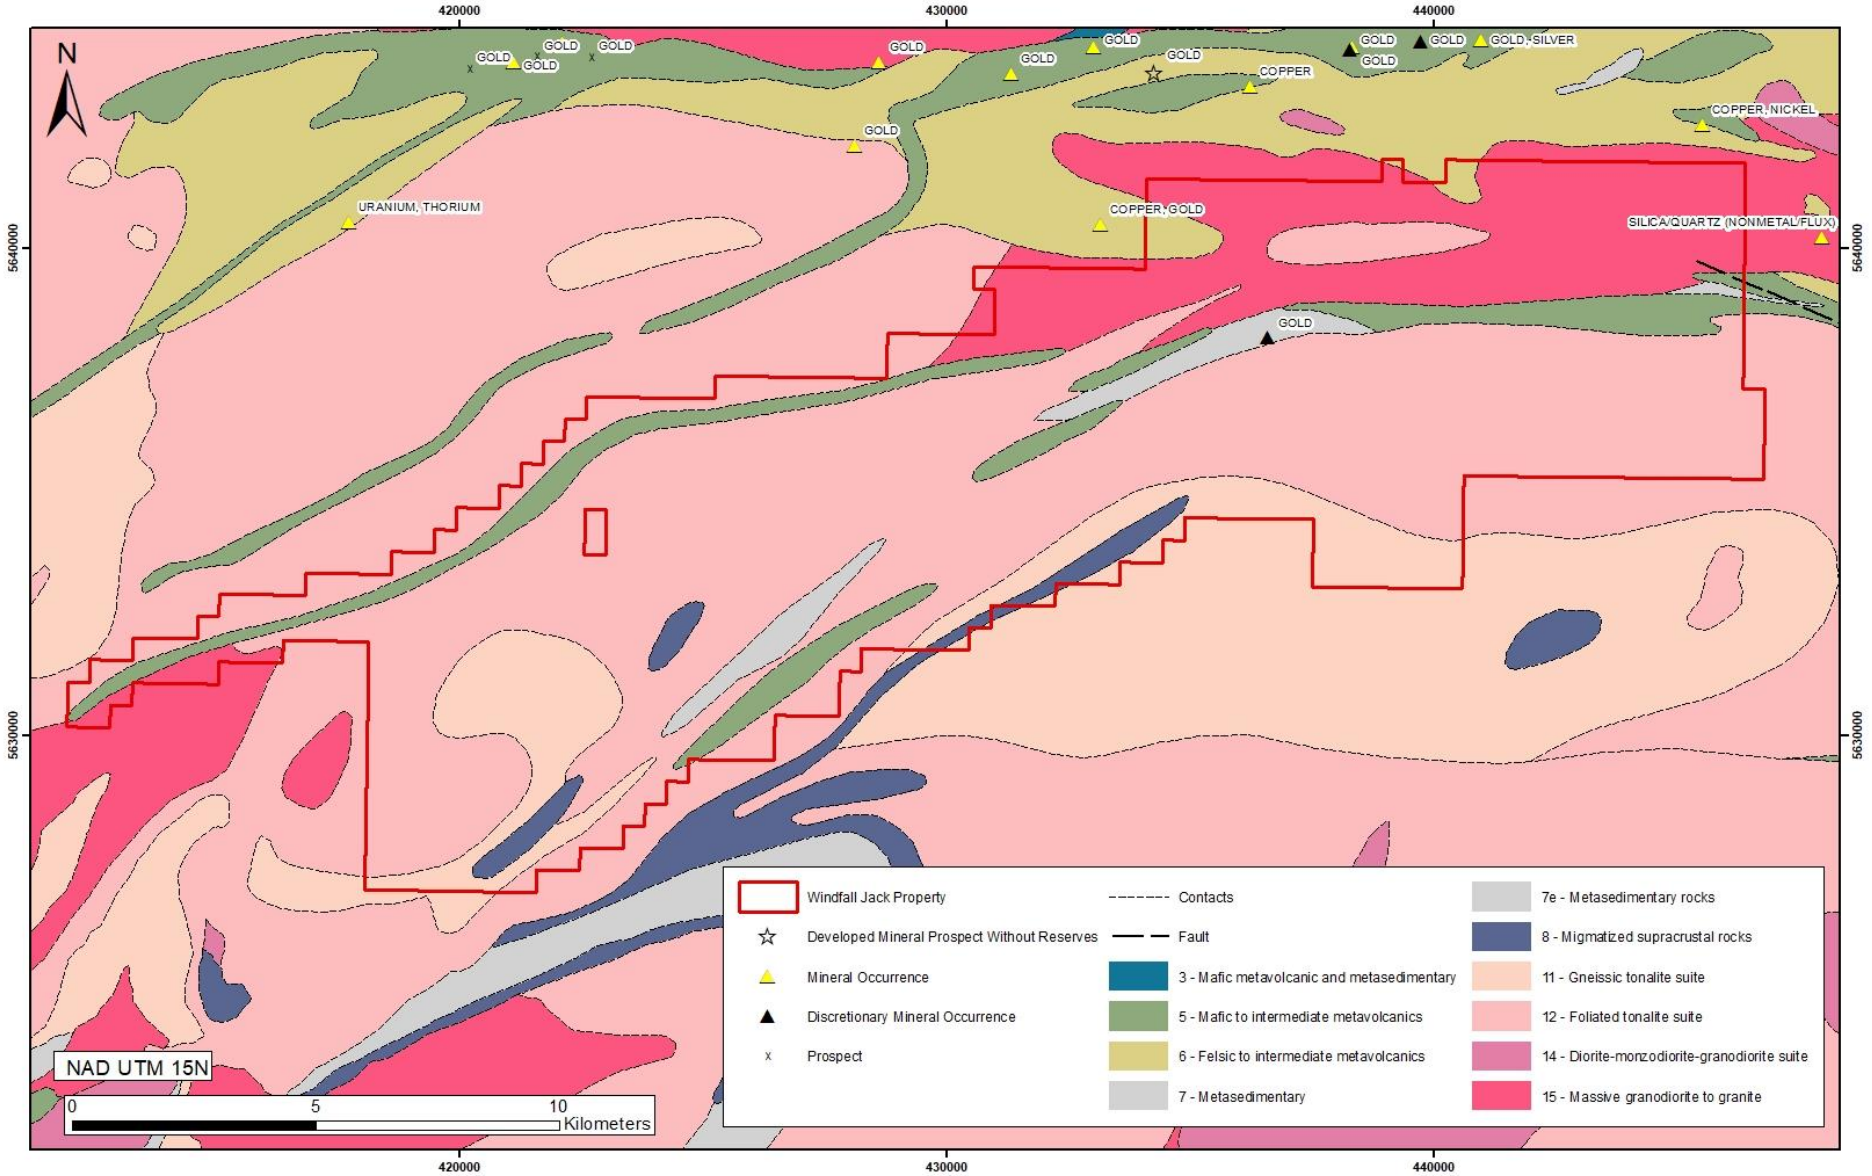 420000
430000
440000
N
GOLD
GOLD
GOLD
GOLD
GOLD
GOLD
GOLD
GOLD
GOLD
GOLD
GOLD
GOLD, SILVER
GOLD
COPPER
COPPER, NICKEL
GOLD
URANIUM, THORIUM
COPPER, GOLD
SILICA/QUARTZ (NONMETAL/FLUX)
5640000
5640000
GOLD
5630000
5630000
Windfall Jack Property
Developed Mineral Prospect Without Reserves
Mineral Occurrence
Discretionary Mineral Occurrence
Prospect
Contacts
Fault
3 - Mafic metavolcanic and metasedimentary
5 - Mafic to intermediate metavolcanics
6 - Felsic to intermediate metavolcanics
7 - Metasedimentary
7e - Metasedimentary rocks
8 - Migmatized supracrustal rocks
11 - Gneissic tonalite suite
12 - Foliated tonalite suite
14 - Diorite-monzodiorite-granodiorite suite
15 - Massive granodiorite to granite
NAD UTM 15N
0 5 10
Kilometers
420000
430000
440000